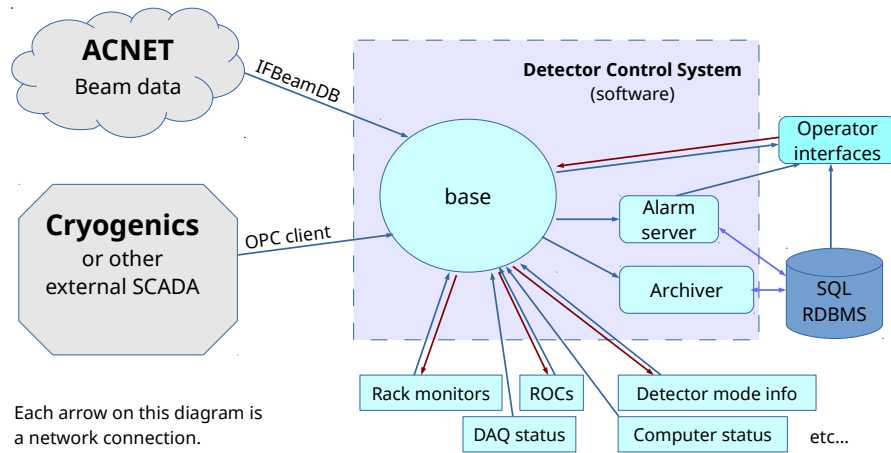 ACNET
Beam data
IFBeamDB
Detector Control System
(software)
Operator
interfaces
base
Cryogenics
or other
external SCADA
OPC client
Alarm
server
Archiver
SQL
RDBMS
Rack monitors
ROCs
Detector mode info
DAQ status
Computer status
etc...
Each arrow on this diagram is
a network connection.